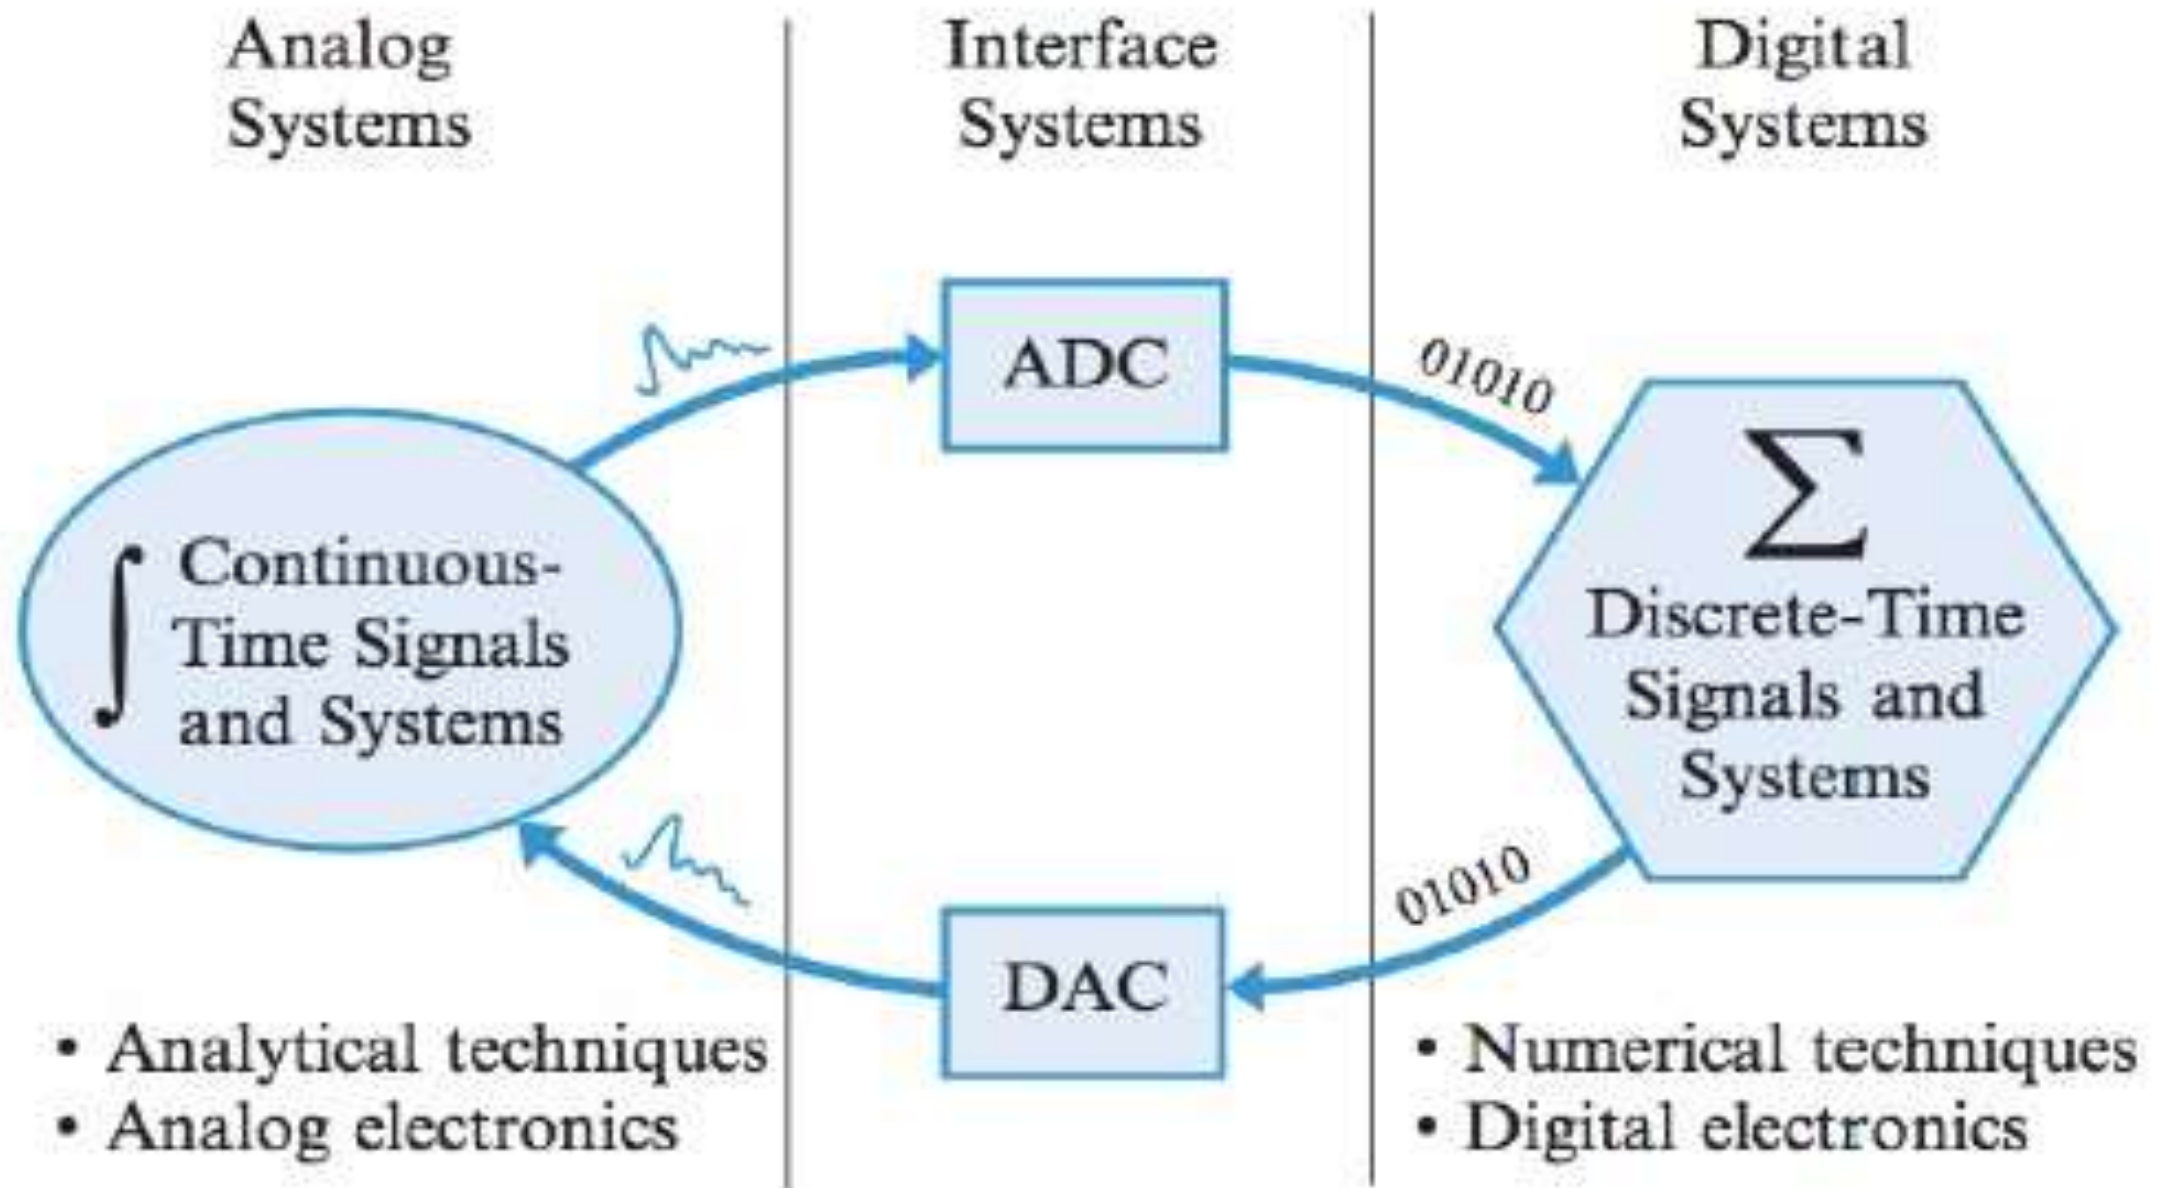 Analog
Systems
Interface
Systems
Digital
Systems
ADC
01010
∫ Continuous-
Time Signals
and Systems
Σ
Discrete-Time
Signals and
Systems
01010
DAC
• Analytical techniques
• Analog electronics
• Numerical techniques
• Digital electronics